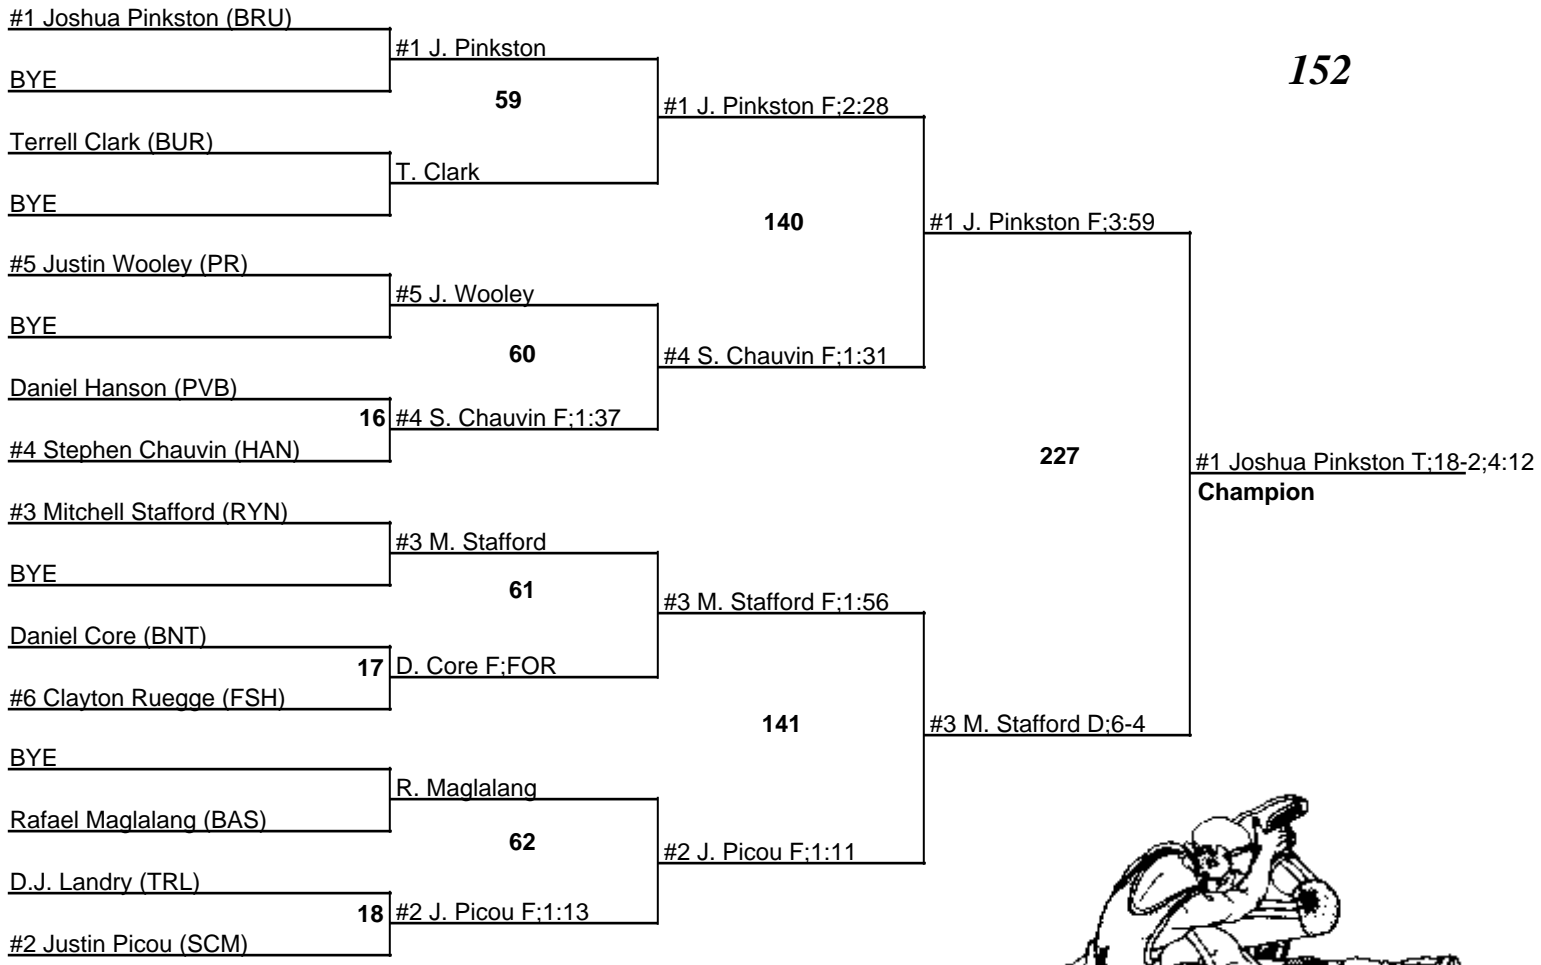 #1 Joshua Pinkston (BRU)
#1 J. Pinkston
152
BYE
59
#1 J. Pinkston F;2:28
Terrell Clark (BUR)
T. Clark
BYE
140
#1 J. Pinkston F;3:59
#5 Justin Wooley (PR)
#5 J. Wooley
BYE
60
#4 S. Chauvin F;1:31
Daniel Hanson (PVB)
16 #4 S. Chauvin F;1:37
#4 Stephen Chauvin (HAN)
227
#1 Joshua Pinkston T;18-2;4:12
Champion
#3 Mitchell Stafford (RYN)
#3 M. Stafford
BYE
61
#3 M. Stafford F;1:56
Daniel Core (BNT)
17 D. Core F;FOR
#6 Clayton Ruegge (FSH)
141
#3 M. Stafford D;6-4
BYE
R. Maglalang
Rafael Maglalang (BAS)
62
#2 J. Picou F;1:11
D.J. Landry (TRL)
18 #2 J. Picou F;1:13
#2 Justin Picou (SCM)